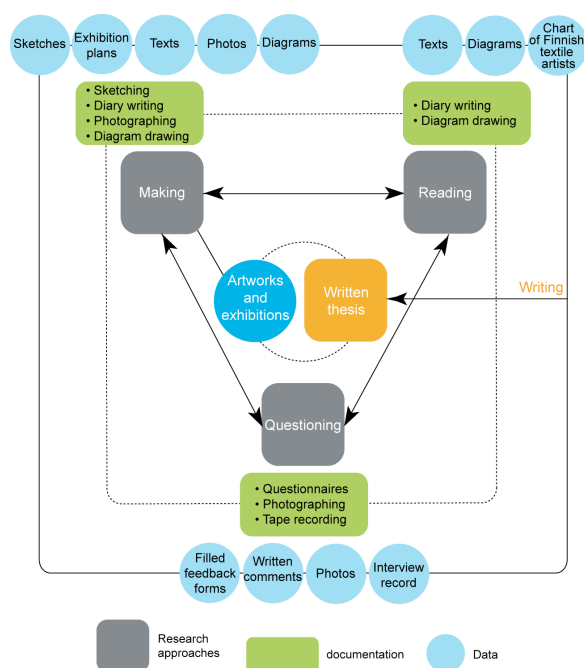 Sketches
Exhibition
plans
Texts
Photos
Diagrams
Texts
Diagrams
Chart
of Finnish
textile
artists
• Sketching
• Diary writing
• Photographing
• Diagram drawing
• Diary writing
• Diagram drawing
Making
Reading
Artworks
and
exhibitions
Written
thesis
Writing
Questioning
• Questionnaires
• Photographing
• Tape recording
Filled
feedback
forms
Written
comments
Photos
Interview
record
Research
approaches
documentation
Data